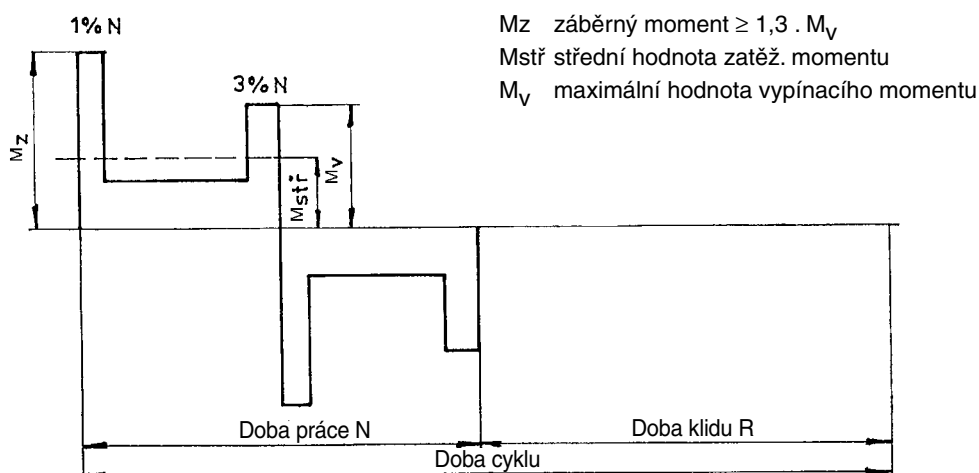 1% N
Mz záběrný moment ≥ 1,3 . Mv
Mstř střední hodnota zatěž. momentu
3% N
Mv maximální hodnota vypínacího momentu
Mz
Mstř
Mv
Doba práce N
Doba klidu R
Doba cyklu